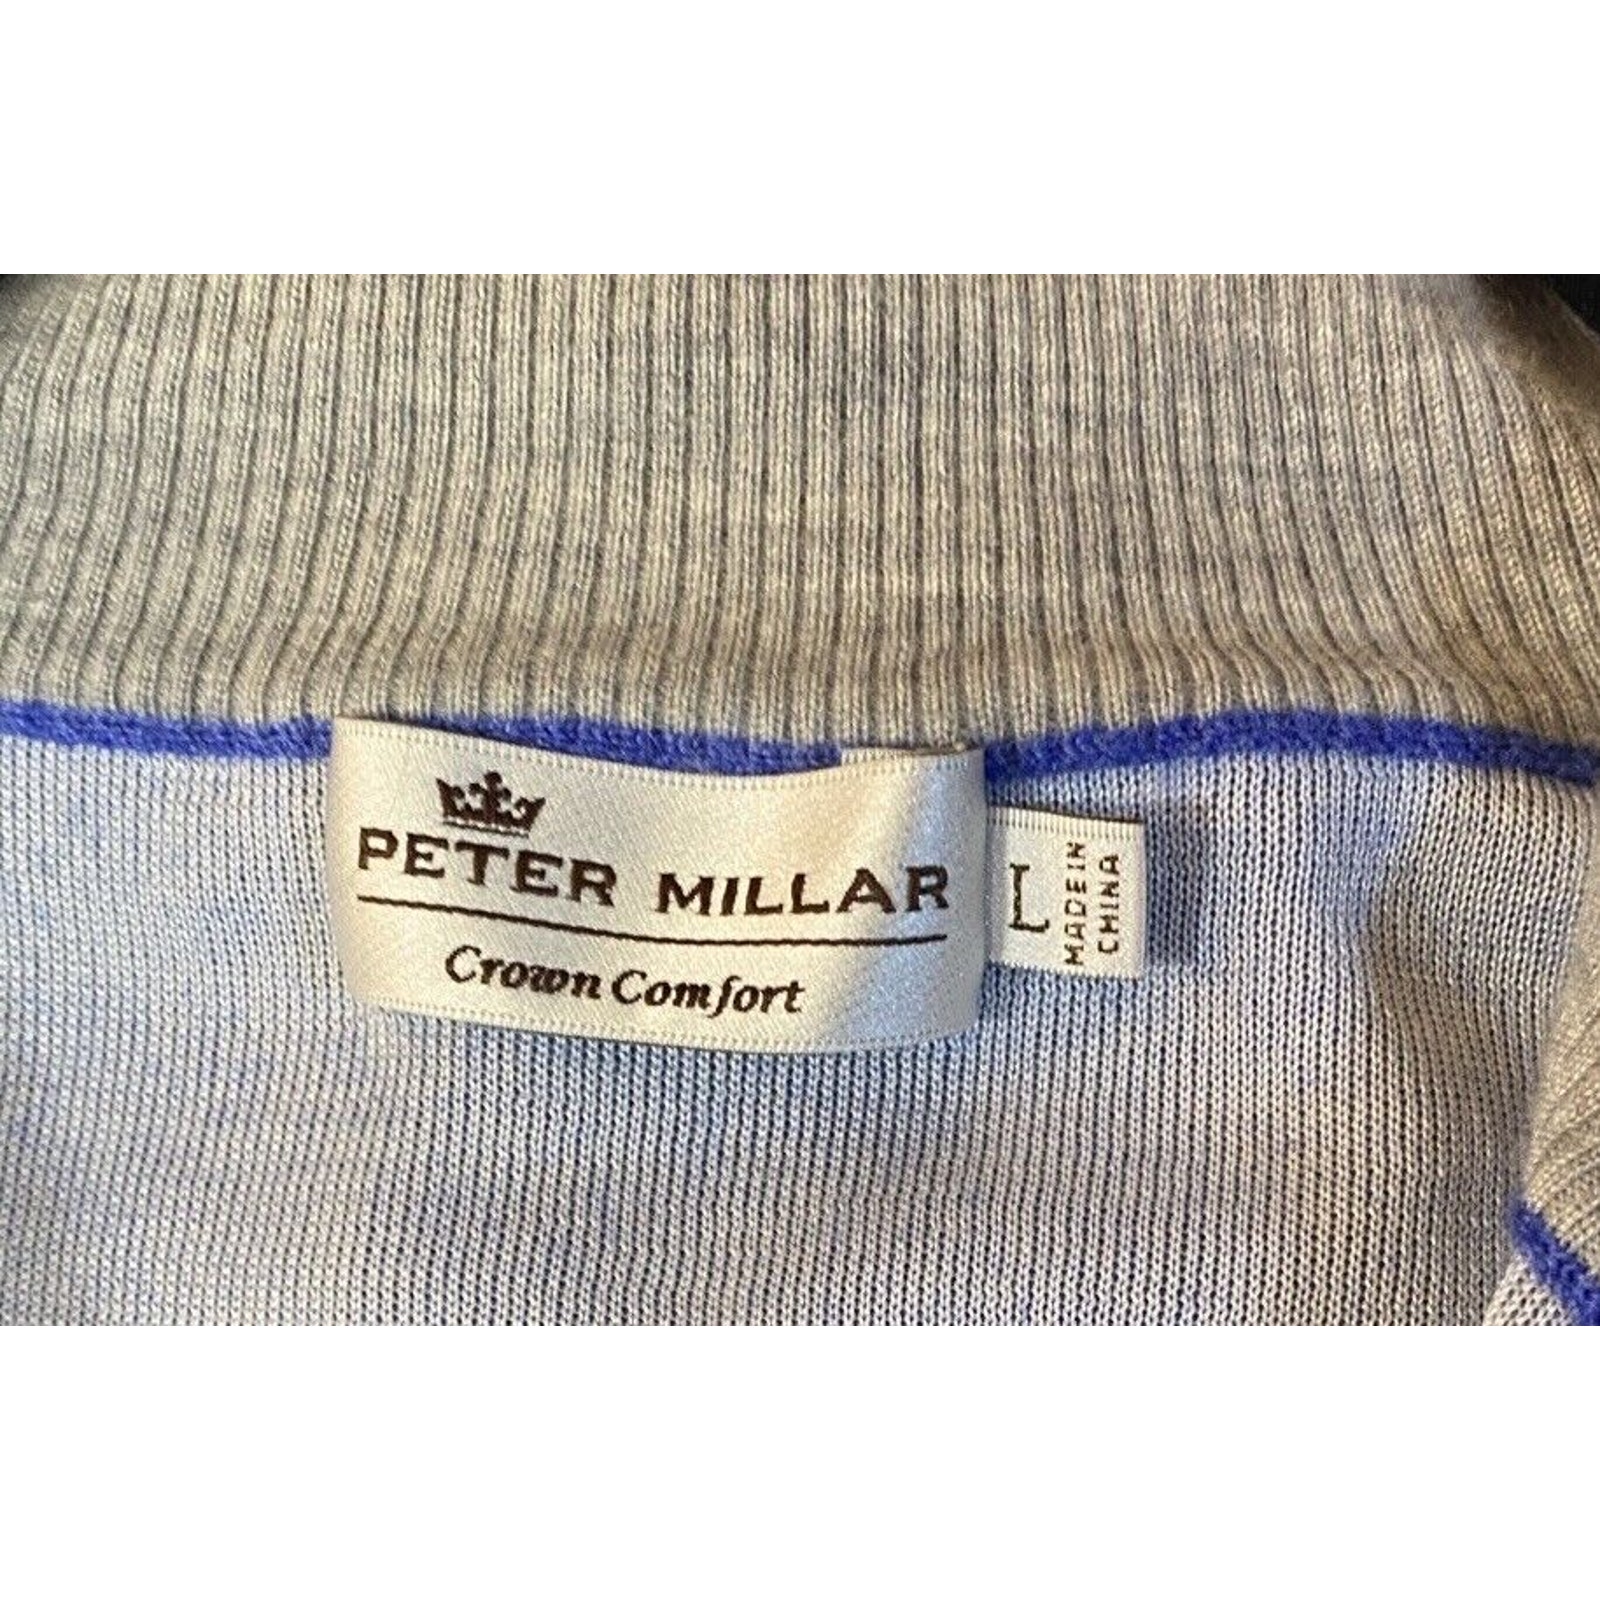 PETER MILLAR
Crown Comfort
L
MADE IN
CHINA